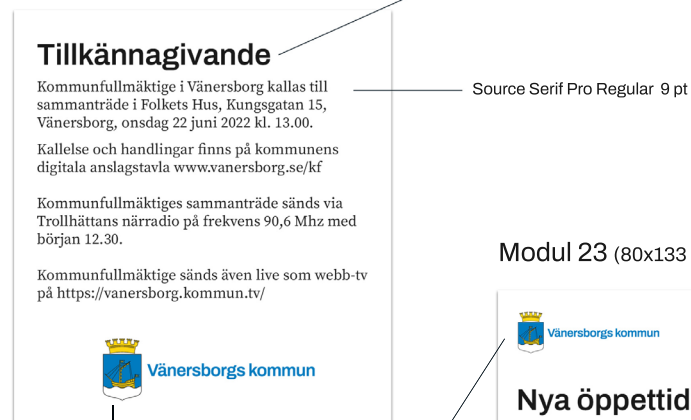 Tillkännagivande
Kommunfullmäktige i Vänersborg kallas till
sammanträde i Folkets Hus, Kungsgatan 15,
Vänersborg, onsdag 22 juni 2022 kl. 13.00.
Kallelse och handlingar finns på kommunens
digitala anslagstavla www.vanersborg.se/kf
Kommunfullmäktiges sammanträde sänds via
Trollhättans närradio på frekvens 90,6 Mhz med
början 12.30.
Kommunfullmäktige sänds även live som webb-tv
på https://vanersborg.kommun.tv/
Vänersborgs kommun
Source Serif Pro Regular 9 pt
Modul 23 (80x133
Vänersborgs kommun
Nya öppettid